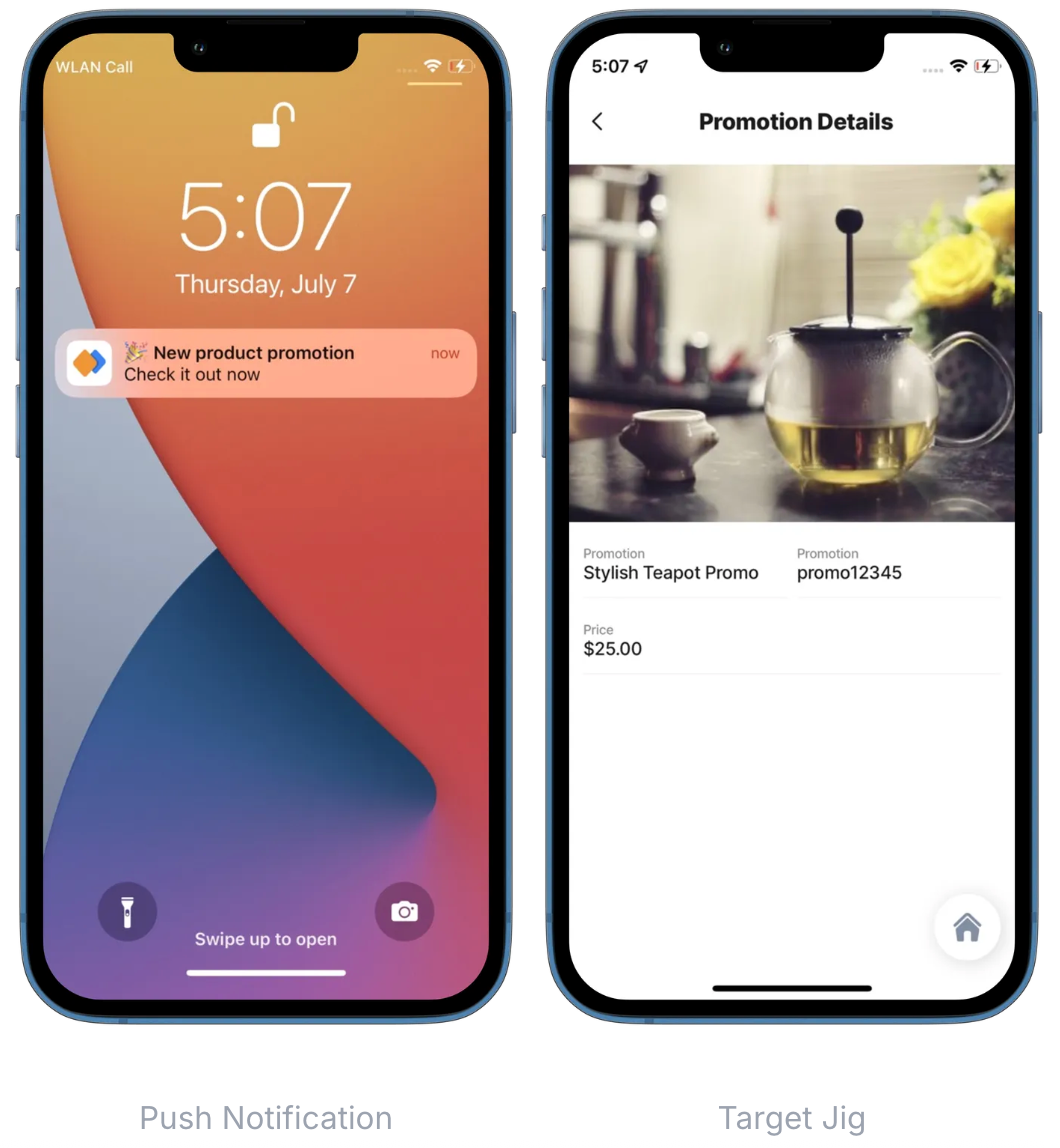 WLAN Call
5:07
Thursday, July 7
🎉 New product promotion
now
Check it out now
Swipe up to open
Push Notification
5:07
Promotion Details
Promotion
Stylish Teapot Promo
Promotion
promo12345
Price
$25.00
Target Jig